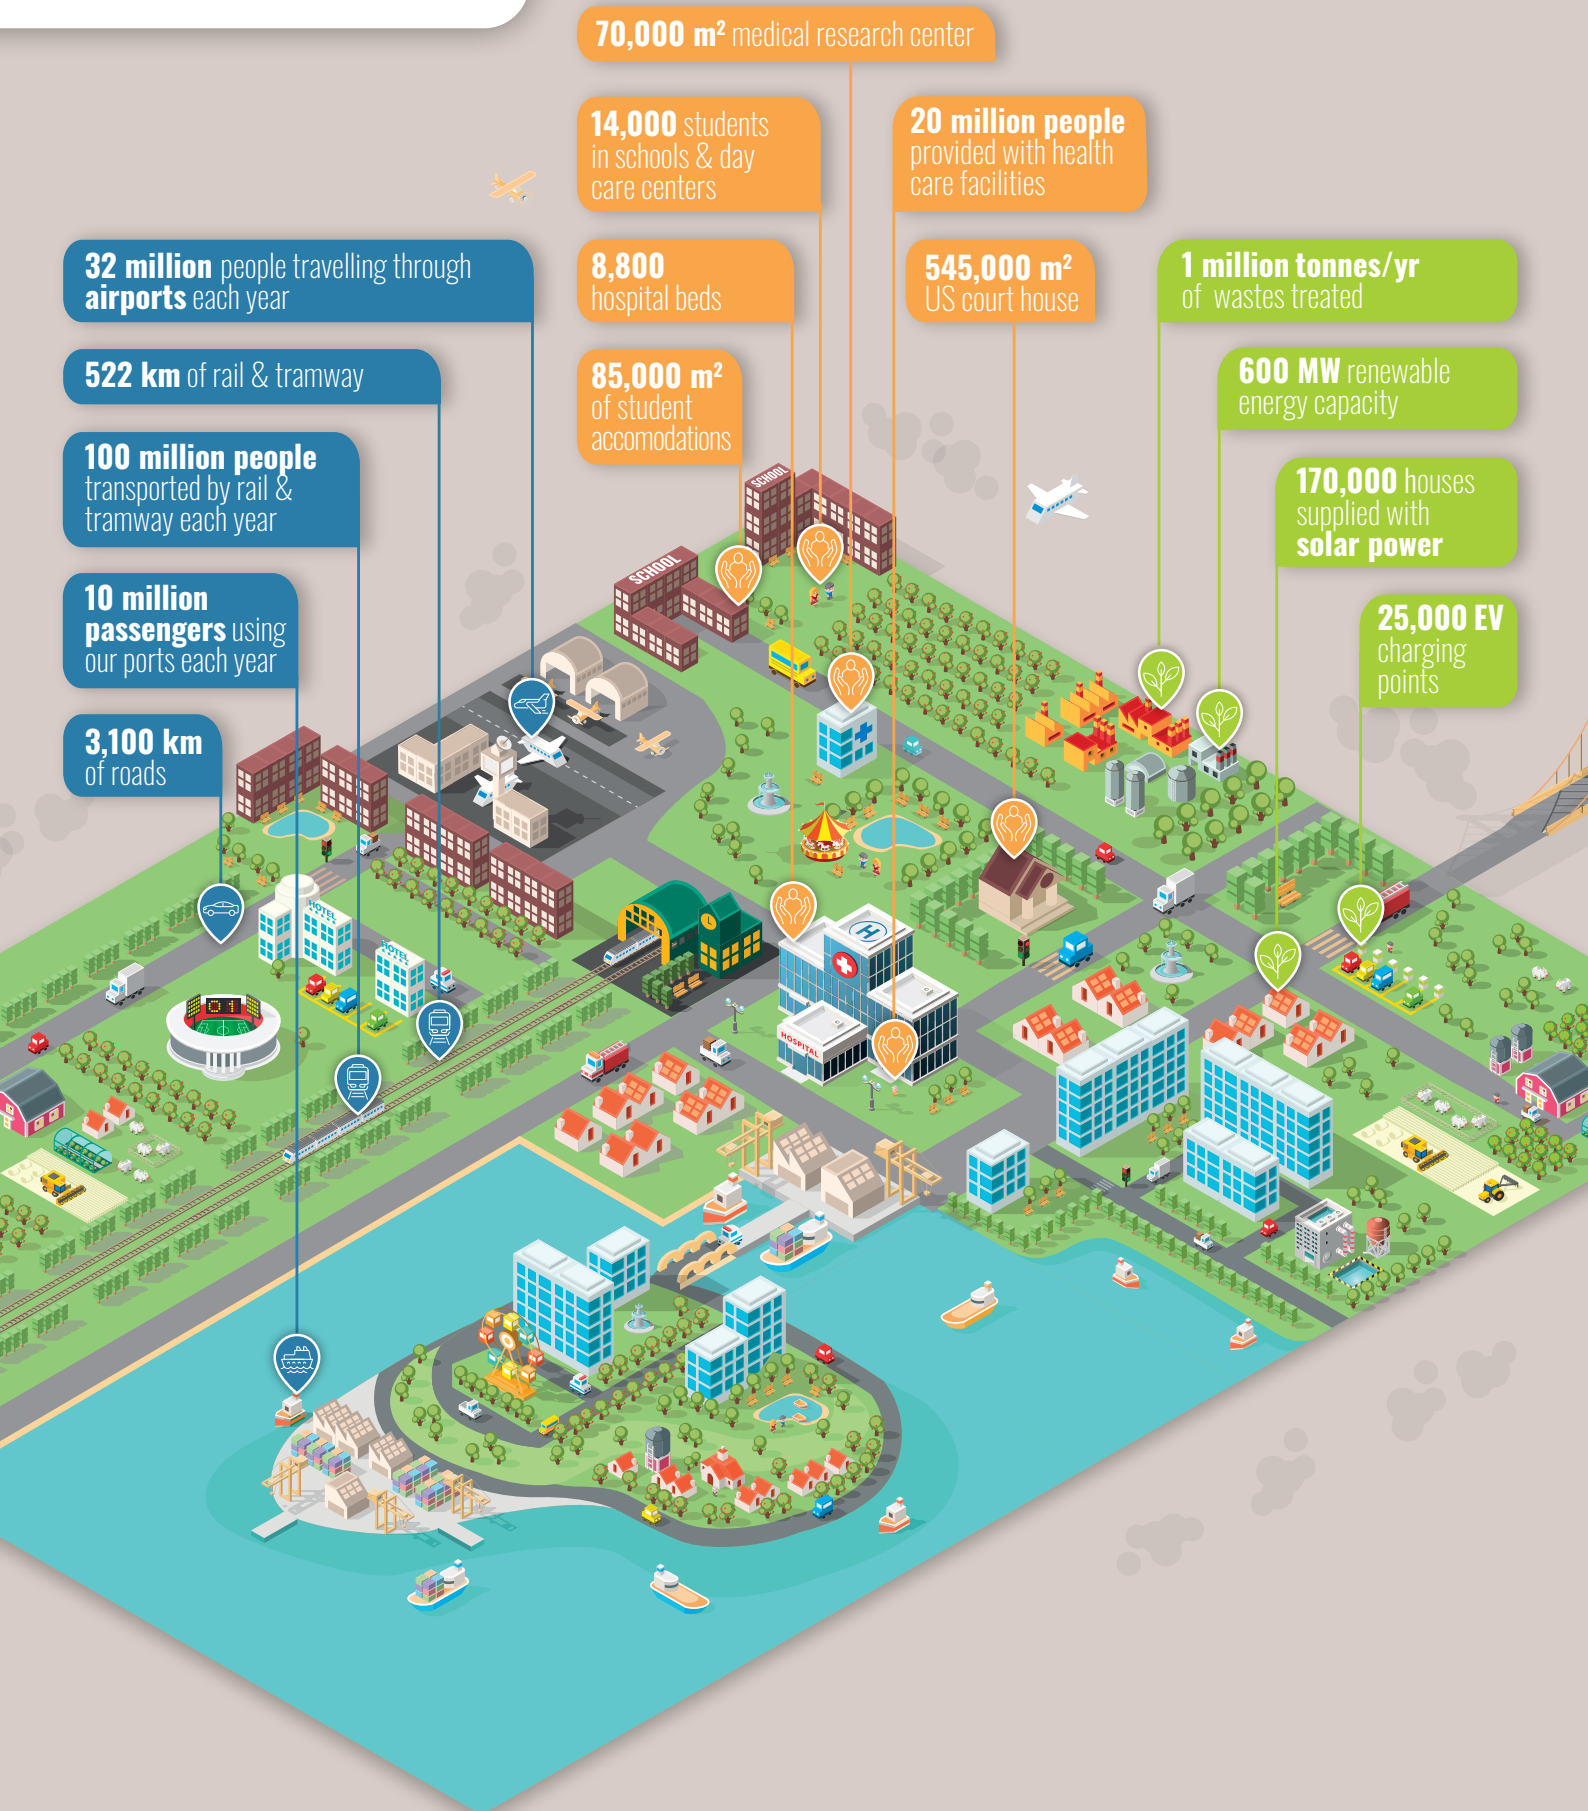 70,000 m² medical research center
14,000 students
in schools & day
care centers
20 million people
provided with health
care facilities
32 million people travelling through
airports each year
8,800
hospital beds
545,000 m²
US court house
1 million tonnes/yr
of wastes treated
522 km of rail & tramway
85,000 m²
of student
accomodations
600 MW renewable
energy capacity
100 million people
transported by rail &
tramway each year
170,000 houses
supplied with
solar power
10 million
passengers using
our ports each year
25,000 EV
charging
points
3,100 km
of roads
SCHOOL
SCHOOL
HOTEL
HOTEL
H
HOSPITAL